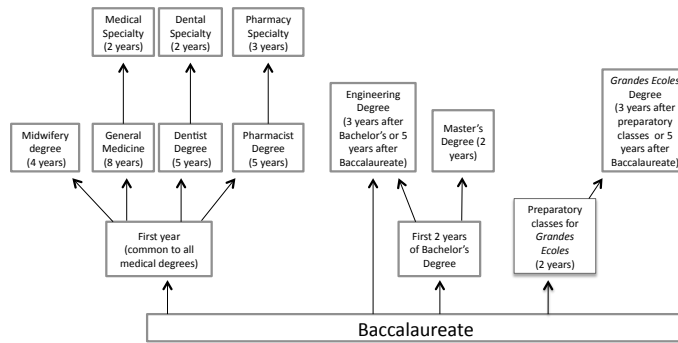 Medical
Specialty
(2 years)
Dental
Specialty
(2 years)
Pharmacy
Specialty
(3 years)
Midwifery
degree
(4 years)
General
Medicine
(8 years)
Dentist
Degree
(5 years)
Pharmacist
Degree
(5 years)
Engineering
Degree
(3 years after
Bachelor's or 5
years after
Baccalaureate)
Master's
Degree (2
years)
Grandes Ecoles
Degree
(3 years after
preparatory
classes or 5
years after
Baccalaureate)
First year
(common to all
medical degrees)
First 2 years
of Bachelor's
Degree
Preparatory
classes for
Grandes
Ecoles
(2 years)
Baccalaureate